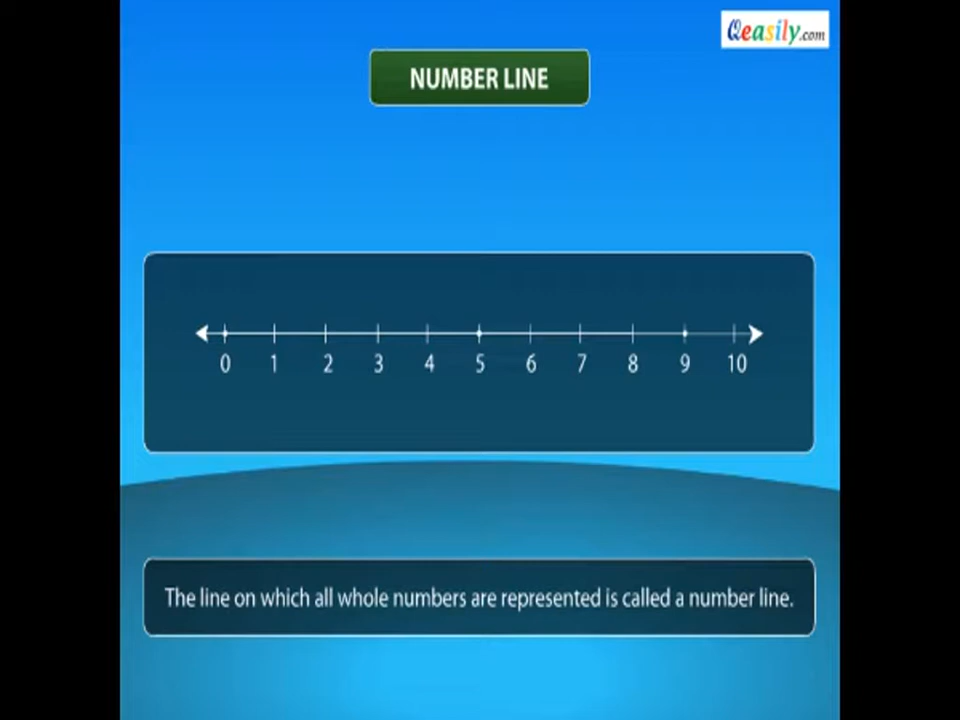 Qeasily.com
NUMBER LINE
0 1 2 3 4 5 6 7 8 9 10
The line on which all whole numbers are represented is called a number line.